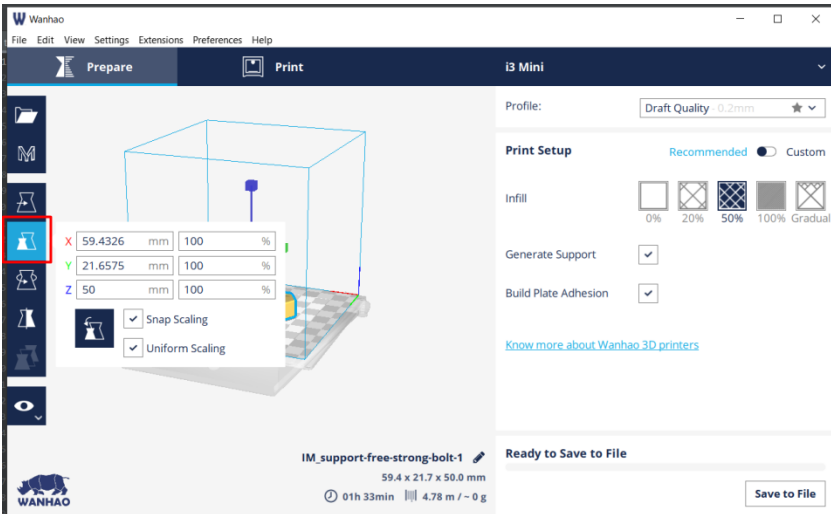 Wanhao
File Edit View Settings Extensions Preferences Help
Prepare
Print
i3 Mini
Profile:
Draft Quality - 0.2mm
Print Setup
Recommended
Custom
Infill
0% 20% 50% 100% Gradual
X 59.4326 mm 100 %
Y 21.6575 mm 100 %
Z 50 mm 100 %
Snap Scaling
Uniform Scaling
Generate Support
Build Plate Adhesion
Know more about Wanhao 3D printers
IM_support-free-strong-bolt-1
59.4 x 21.7 x 50.0 mm
01h 33min 4.78 m / ~ 0 g
Ready to Save to File
Save to File
WANHAO